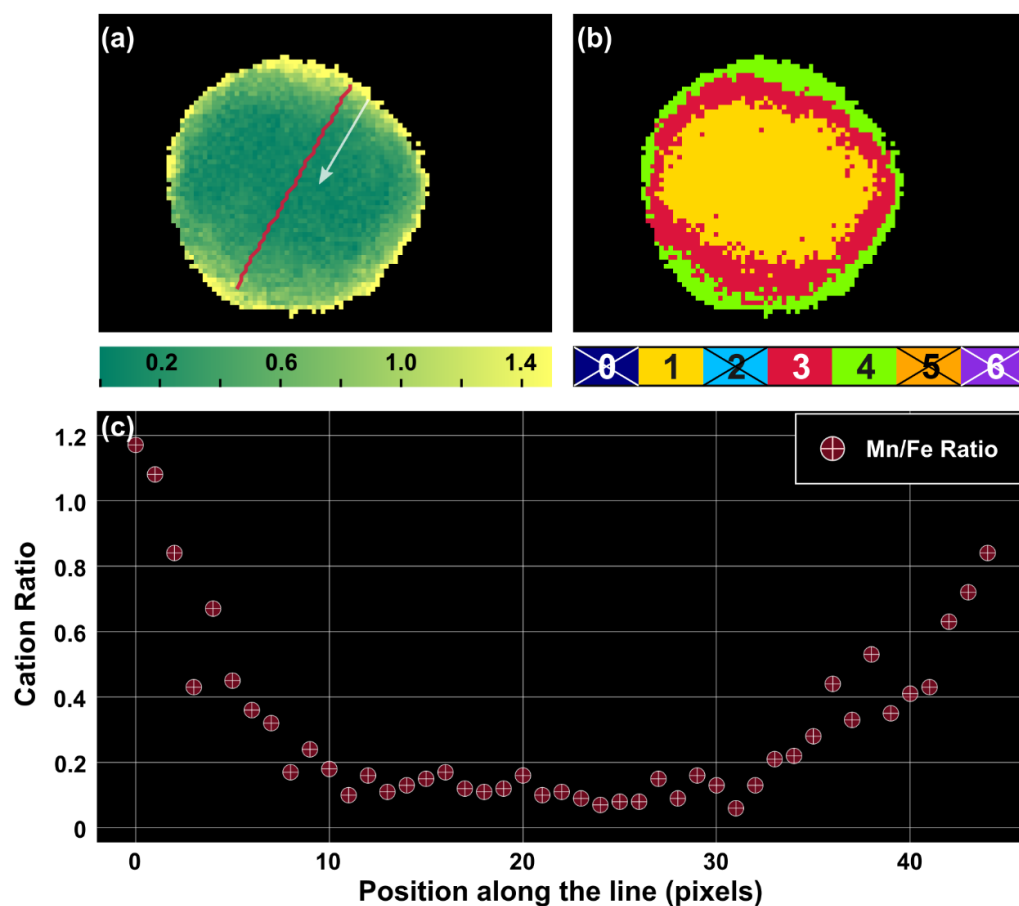 (a)
(b)
0.2 0.6 1.0 1.4
0 1 2 3 4 5 6
(c)
Mn/Fe Ratio
1.2
1.0
0.8
0.6
0.4
0.2
0
Cation Ratio
0 10 20 30 40
Position along the line (pixels)